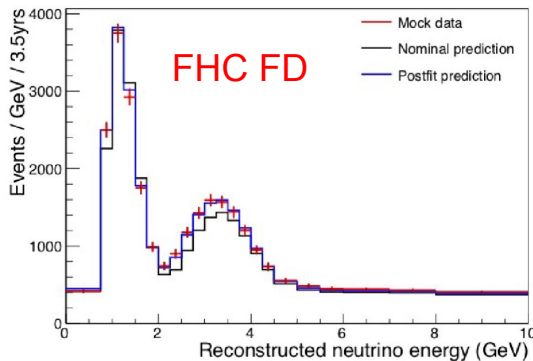 FHC FD
Mock data
Nominal prediction
Postfit prediction
Events / GeV / 3.5yrs
4000
3000
2000
1000
0
0 2 4 6 8 10
Reconstructed neutrino energy (GeV)